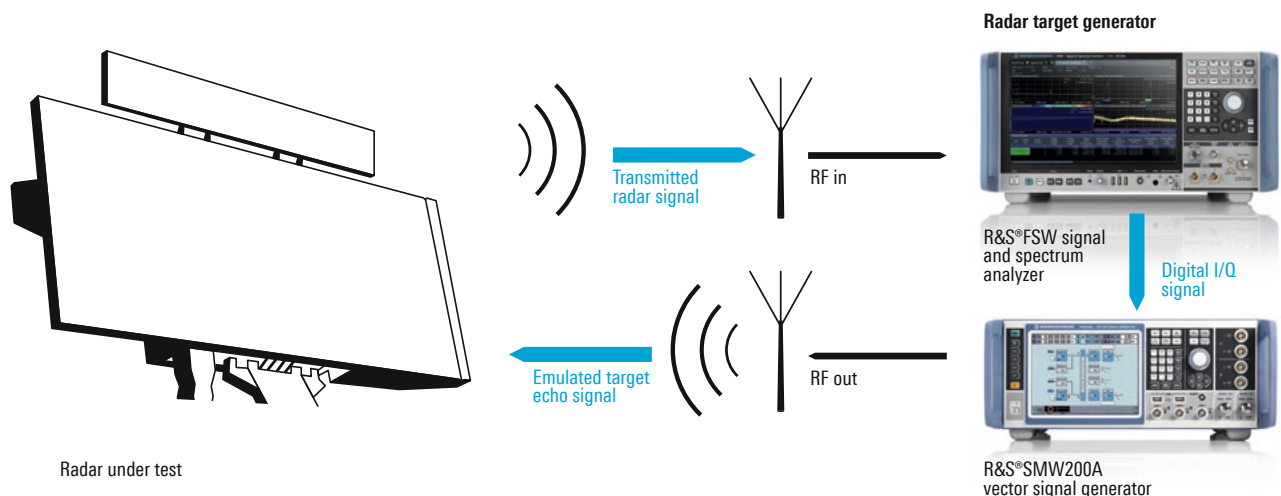 Radar target generator
Transmitted
radar signal
RF in
R&S®FSW signal
and spectrum
analyzer
Digital I/Q
signal
Emulated target
echo signal
RF out
Radar under test
R&S®SMW200A
vector signal generator